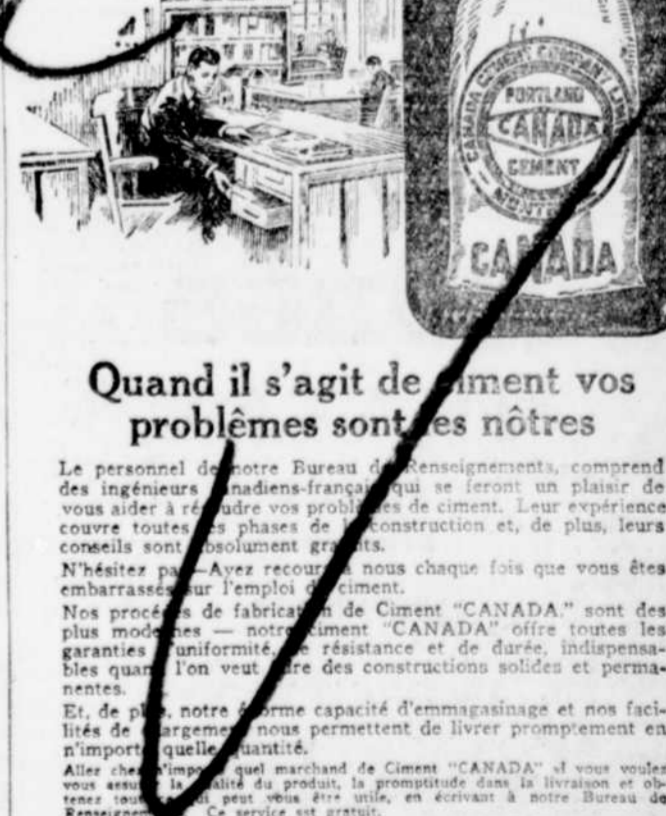 CANADA CEMENT COMPANY
PORTLAND
CANADA
CEMENT
CANADA
Quand il s'agit de ciment vos
problêmes sont les nôtres
Le personnel de notre Bureau de Renseignements, comprend
des ingénieurs canadiens-français qui se feront un plaisir de
vous aider à résoudre vos problèmes de ciment. Leur expérience
couvre toutes les phases de la construction et, de plus, leurs
conseils sont absolument gratuits.
N'hésitez pas—Ayez recours à nous chaque fois que vous êtes
embarrassés sur l'emploi du ciment.
Nos procédés de fabrication de Ciment "CANADA," sont des
plus modernes — notre ciment "CANADA" offre toutes les
garanties d'uniformité, de résistance et de durée, indispensa-
bles quand l'on veut faire des constructions solides et perma-
nentes.
Et, de plus, notre énorme capacité d'emmagasinage et nos faci-
lités de chargement nous permettent de livrer promptement en
n'importe quelle quantité.
Allez chez n'importe quel marchand de Ciment "CANADA" si vous voulez
vous assurer la qualité du produit, la promptitude dans la livraison et ob-
tenez tout ce qui peut vous être utile, en écrivant à notre Bureau de
Renseignements. Ce service est gratuit.